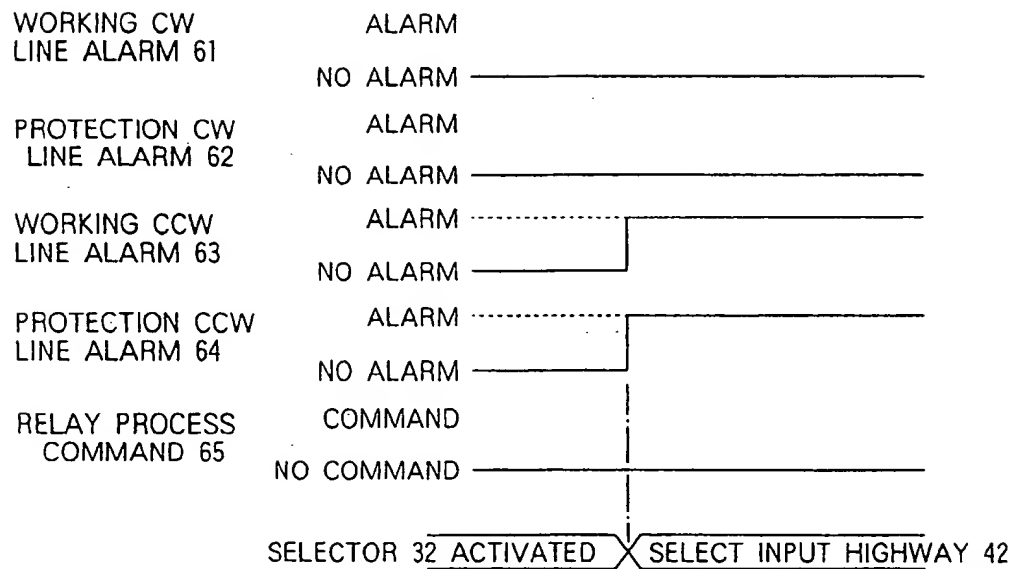 WORKING CW
LINE ALARM 61
ALARM
NO ALARM
PROTECTION CW
LINE ALARM 62
ALARM
NO ALARM
WORKING CCW
LINE ALARM 63
ALARM
NO ALARM
PROTECTION CCW
LINE ALARM 64
ALARM
NO ALARM
RELAY PROCESS
COMMAND 65
COMMAND
NO COMMAND
SELECTOR 32 ACTIVATED SELECT INPUT HIGHWAY 42